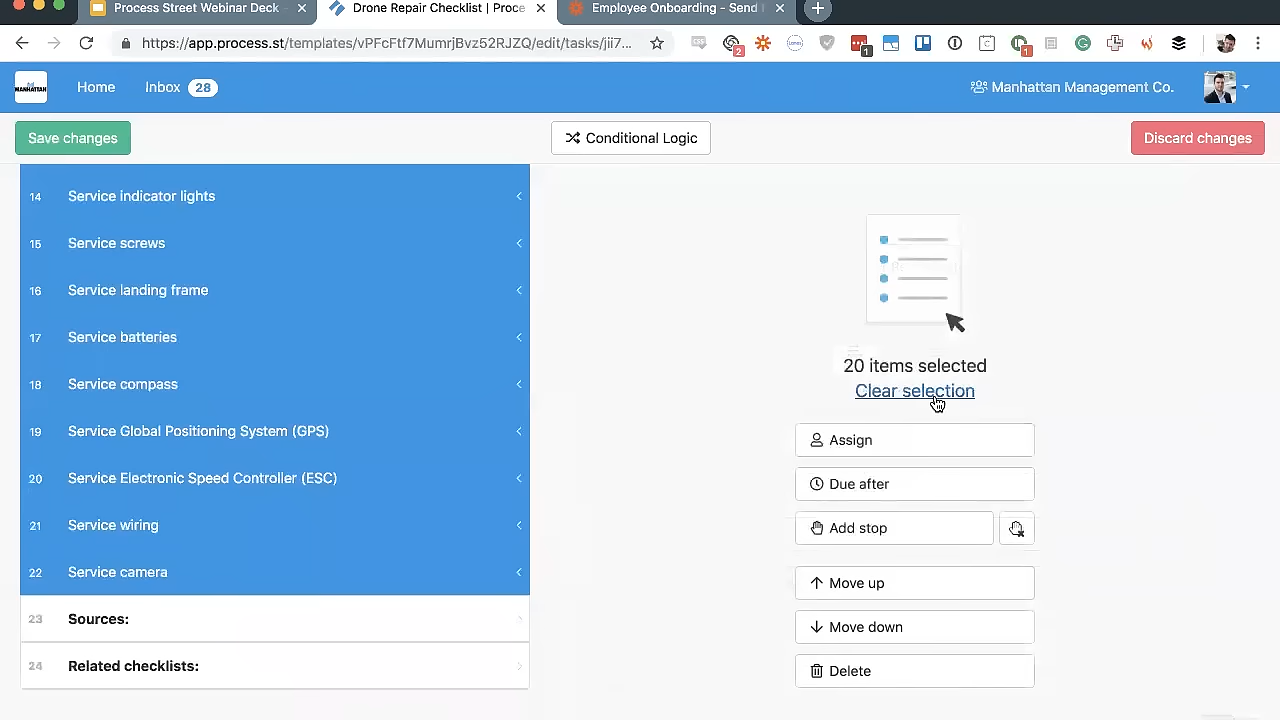 Process Street Webinar Deck
Drone Repair Checklist | Proce
Employee Onboarding - Send I
https://app.process.st/templates/vPFcFtf7MumrjBvz52RJZQ/edit/tasks/jii7...
2
1
1
MANHATTAN
Home
Inbox 28
Manhattan Management Co.
Save changes
Conditional Logic
Discard changes
14 Service indicator lights
15 Service screws
16 Service landing frame
17 Service batteries
18 Service compass
19 Service Global Positioning System (GPS)
20 Service Electronic Speed Controller (ESC)
21 Service wiring
22 Service camera
23 Sources:
24 Related checklists:
20 items selected
Clear selection
Assign
Due after
Add stop
Move up
Move down
Delete